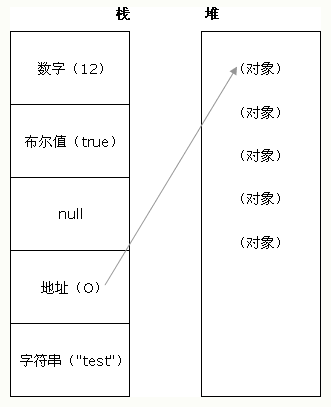 栈 堆
数字（12）
布尔值（true）
null
地址（O）
字符串（"test"）
（对象）
（对象）
（对象）
（对象）
（对象）